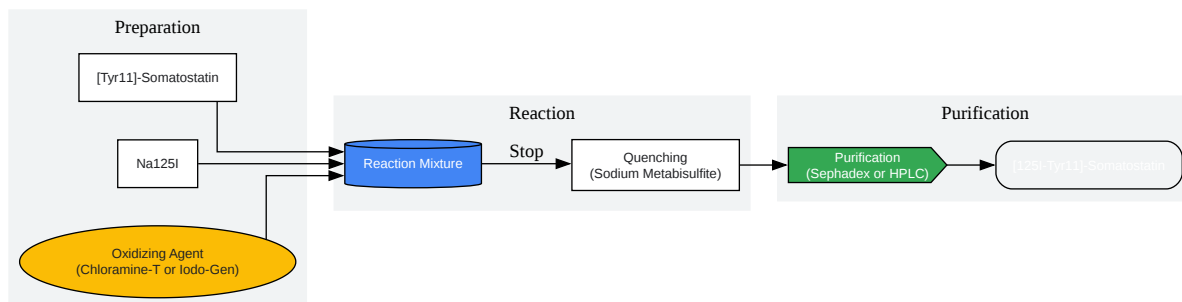 Preparation
[Tyr11]-Somatostatin
Na125I
Oxidizing Agent
(Chloramine-T or Iodo-Gen)
Reaction
Reaction Mixture
Stop
Quenching
(Sodium Metabisulfite)
Purification
Purification
(Sephadex or HPLC)
[125I-Tyr11]-Somatostatin